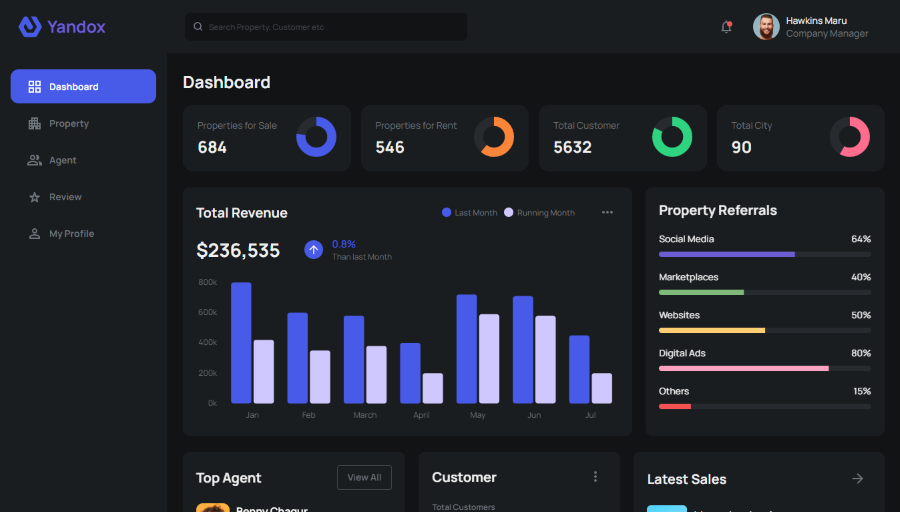 Yandox
Search Property, Customer etc
Hawkins Maru
Company Manager
Dashboard
Property
Agent
Review
My Profile
Dashboard
Properties for Sale
684
Properties for Rent
546
Total Customer
5632
Total City
90
Total Revenue
Last Month
Running Month
$236,535
0.8%
Than last Month
800k
600k
400k
200k
0k
Jan
Feb
March
April
May
Jun
Jul
Property Referrals
Social Media
64%
Marketplaces
40%
Websites
50%
Digital Ads
80%
Others
15%
Top Agent
View All
Customer
Total Customers
Latest Sales